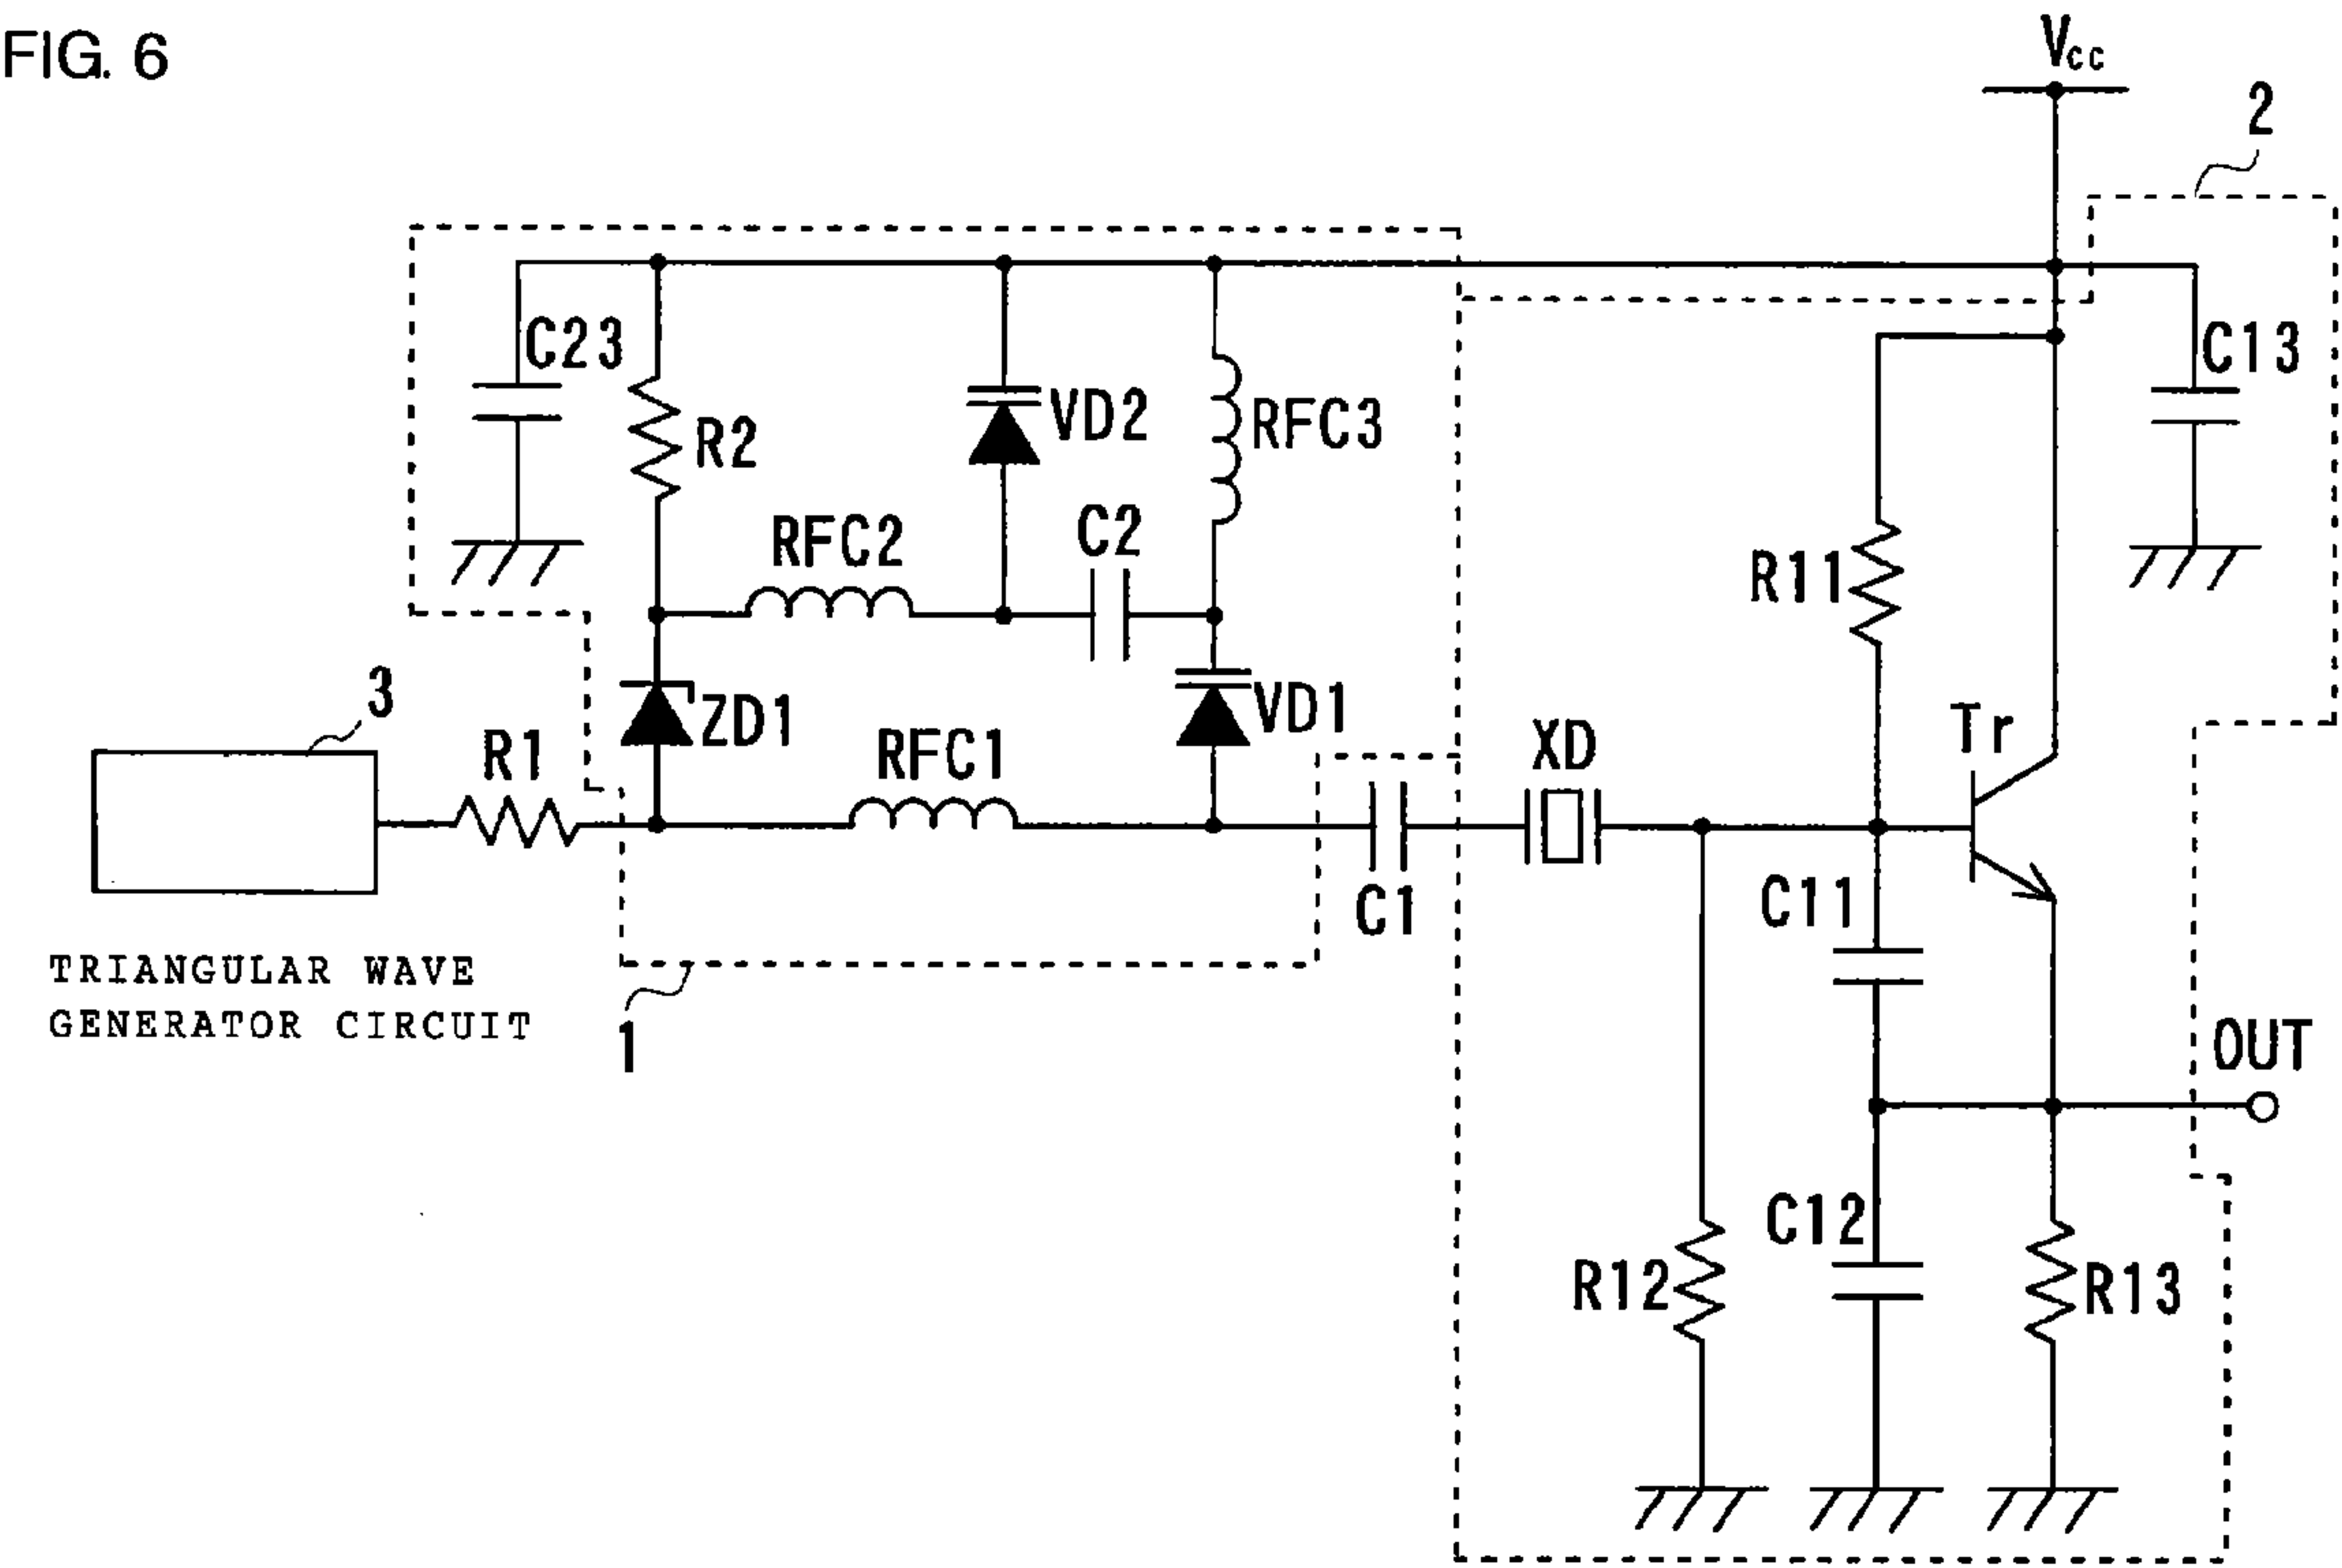 FIG. 6
Vcc
2
C23
R2
VD2
RFC3
C13
RFC2
C2
R11
3
R1
ZD1
RFC1
VD1
XD
Tr
C1
C11
TRIANGULAR WAVE
GENERATOR CIRCUIT
1
OUT
C12
R12
R13